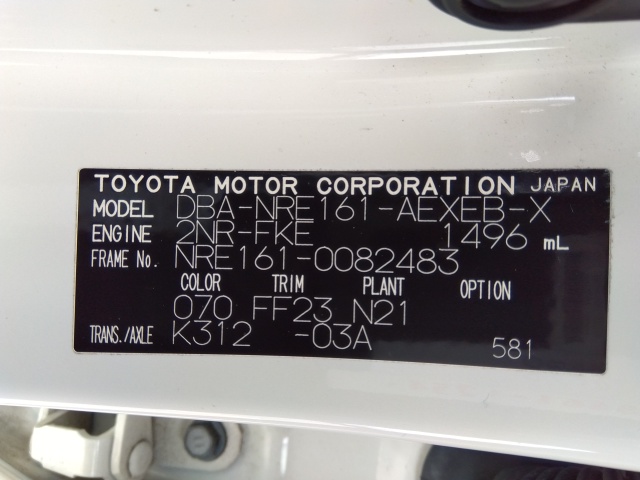 TOYOTA MOTOR CORPORATION JAPAN
MODEL DBA-NRE161-AEXEB-X
ENGINE 2NR-FKE 1496 mL
FRAME No. NRE161-0082483
COLOR TRIM PLANT OPTION
070 FF23 N21
TRANS./AXLE K312 -03A 581